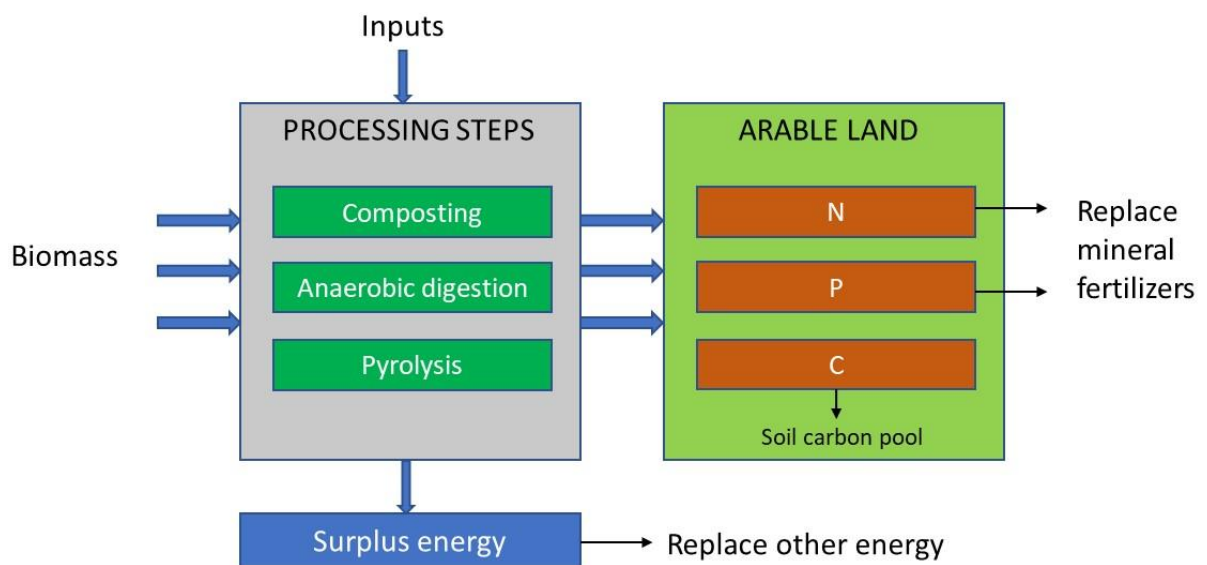 Inputs
PROCESSING STEPS
Composting
Anaerobic digestion
Pyrolysis
Biomass
ARABLE LAND
N
P
C
Soil carbon pool
Replace
mineral
fertilizers
Surplus energy
Replace other energy